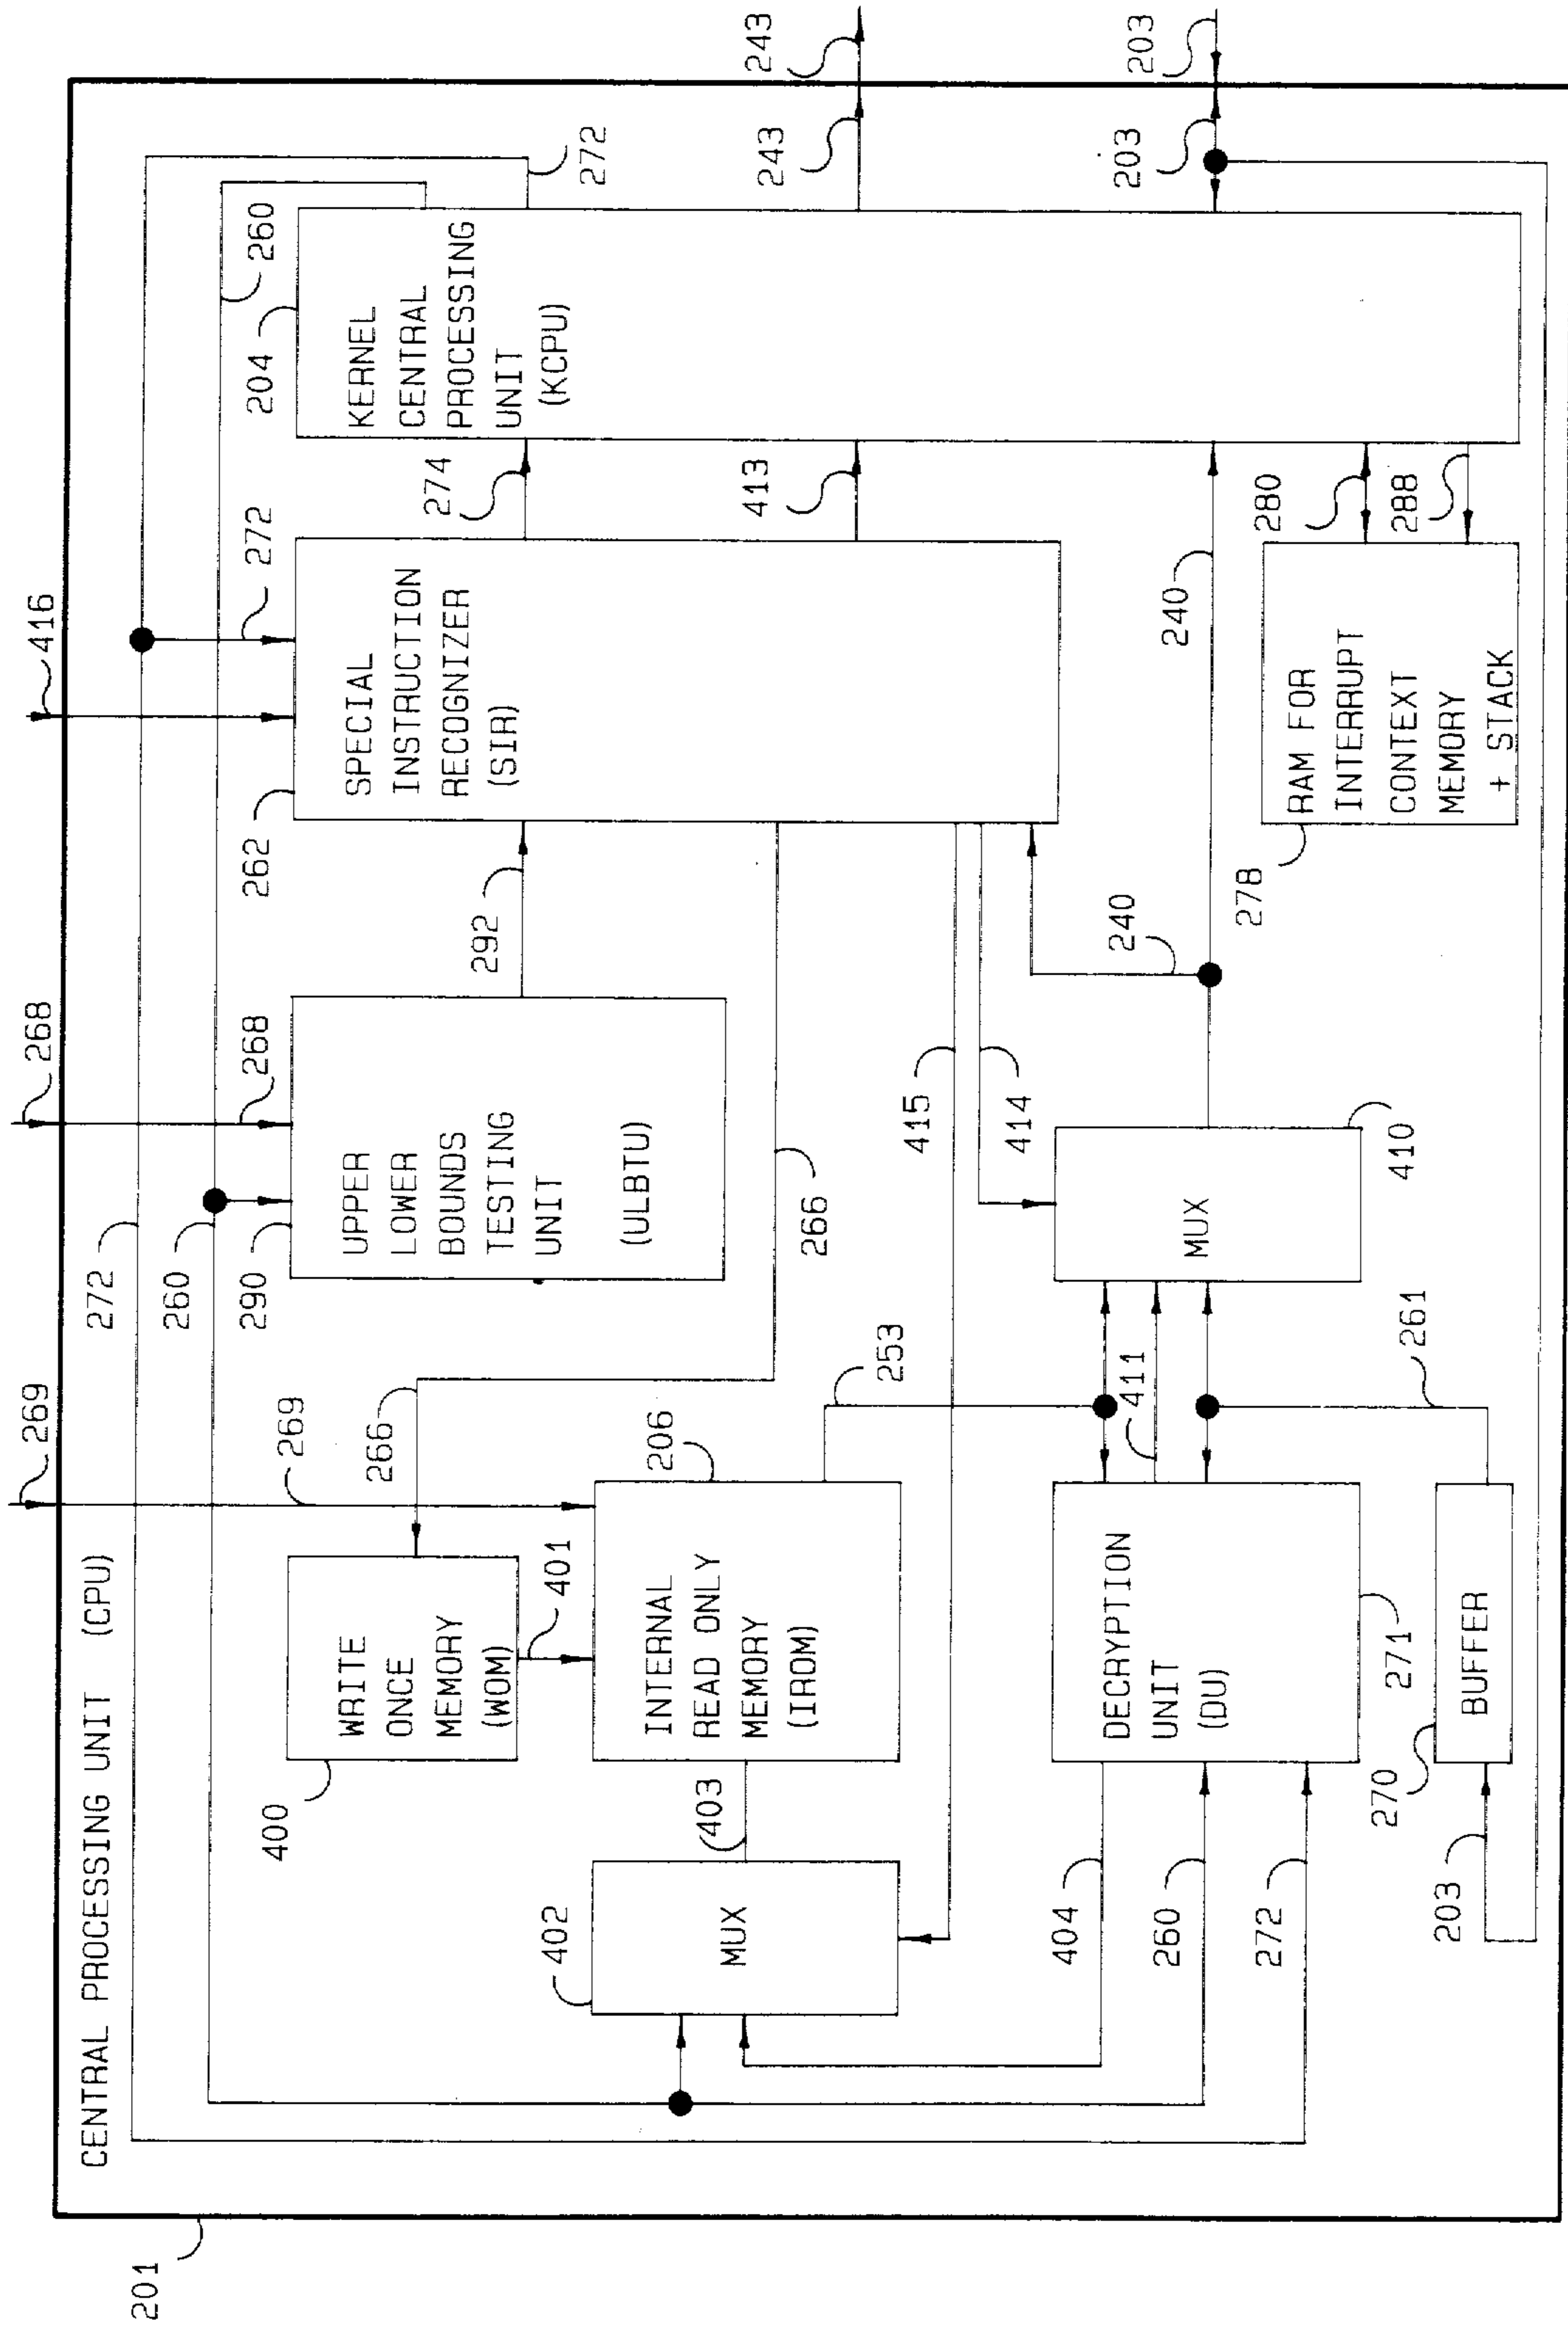 201
CENTRAL PROCESSING UNIT (CPU)
269
268
416
272
260
290
268
272
260
204
400
WRITE
ONCE
MEMORY
(WOM)
266
269
UPPER
LOWER
BOUNDS
TESTING
UNIT
(ULBTU)
262
SPECIAL
INSTRUCTION
RECOGNIZER
(SIR)
KERNEL
CENTRAL
PROCESSING
UNIT
(KCPU)
292
274
272
401
402
MUX
403
INTERNAL
READ ONLY
MEMORY
(IROM)
206
253
266
413
243
243
415
414
404
260
272
DECRYPTION
UNIT
(DU)
271
411
MUX
410
240
240
203
203
261
278
RAM FOR
INTERRUPT
CONTEXT
MEMORY
+ STACK
280
288
203
270
BUFFER